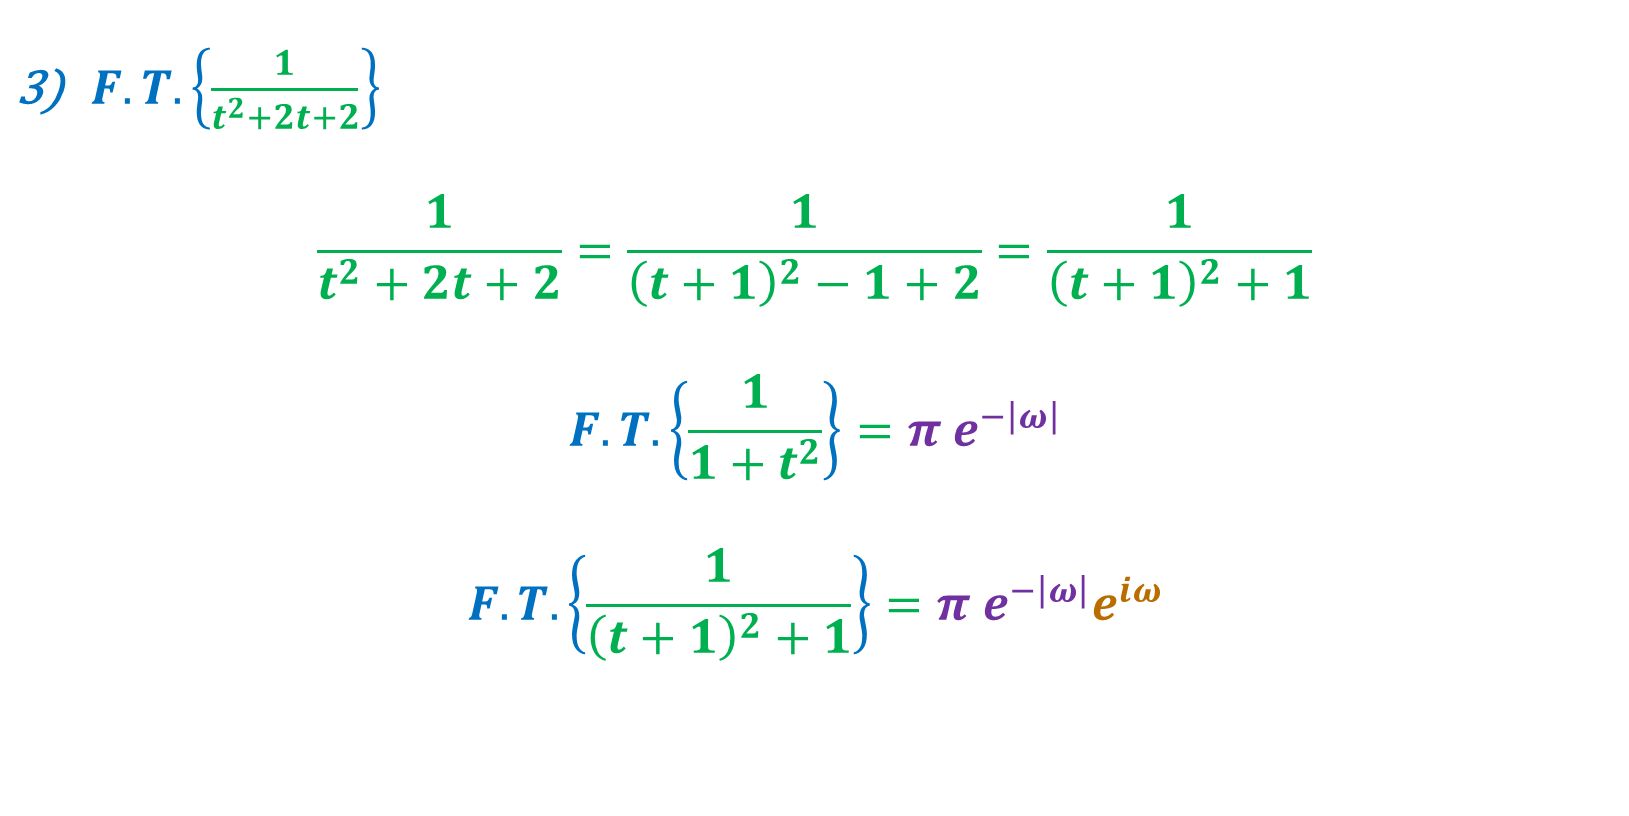 3) F.T.{1/(t²+2t+2)}
1/(t² + 2t + 2) = 1/((t + 1)² − 1 + 2) = 1/((t + 1)² + 1)
F.T.{1/(1 + t²)} = π e^(−|ω|)
F.T.{1/((t + 1)² + 1)} = π e^(−|ω|) e^(iω)